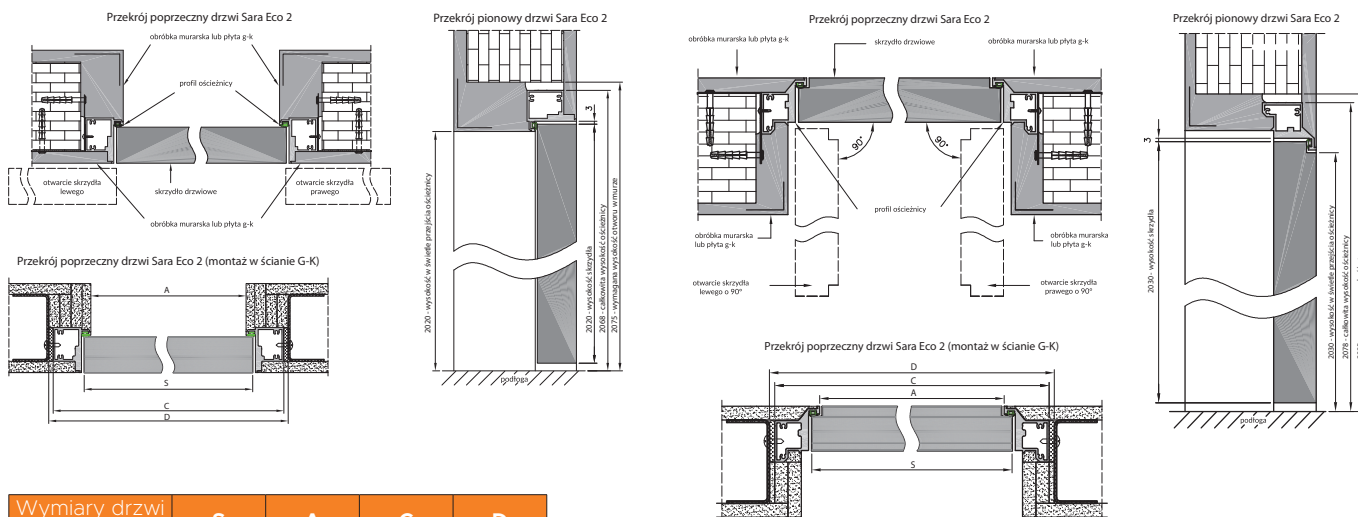 Przekrój poprzeczny drzwi Sara Eco 2
obróbka murarska lub płyta g-k
profil ościeżnicy
otwarcie skrzydła
lewego
skrzydło drzwiowe
otwarcie skrzydła
prawego
obróbka murarska lub płyta g-k
Przekrój poprzeczny drzwi Sara Eco 2 (montaż w ścianie G-K)
A
S
C
D
Wymiary drzwi
S
A
C
D
Przekrój pionowy drzwi Sara Eco 2
3
2020 - wysokość w świetle przejścia ościeżnicy
2020 - wysokość skrzydła
2068 - całkowita wysokość ościeżnicy
2075 - wymagana wysokość otworu w murze
podłoga
Przekrój poprzeczny drzwi Sara Eco 2
obróbka murarska lub płyta g-k
skrzydło drzwiowe
obróbka murarska lub płyta g-k
90°
90°
profil ościeżnicy
obróbka murarska
lub płyta g-k
obróbka murarska
lub płyta g-k
otwarcie skrzydła
lewego o 90°
otwarcie skrzydła
prawego o 90°
Przekrój poprzeczny drzwi Sara Eco 2 (montaż w ścianie G-K)
D
C
A
S
Przekrój pionowy drzwi Sara Eco 2
3
2030 - wysokość skrzydła
2030 - wysokość w świetle przejścia ościeżnicy
2078 - całkowita wysokość ościeżnicy
podłoga